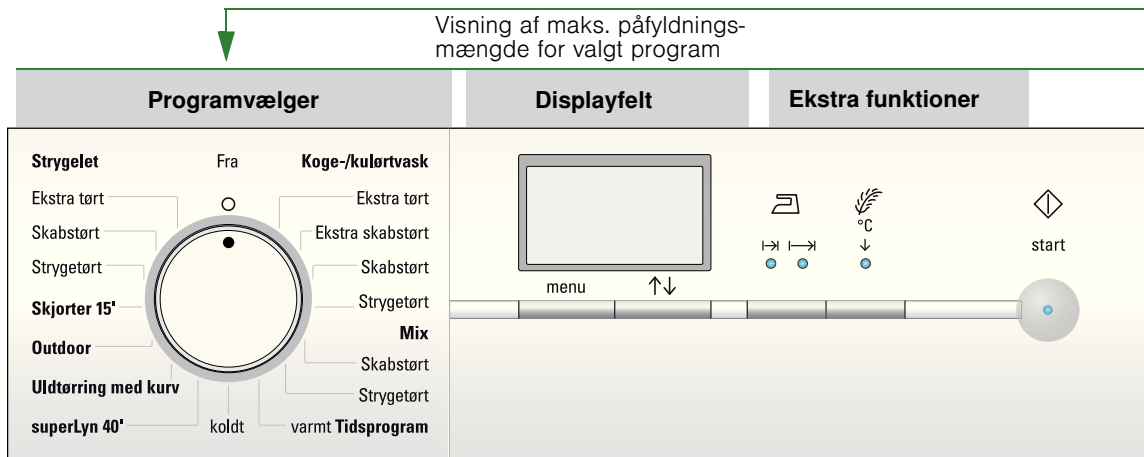 Visning af maks. påfyldnings-
mængde for valgt program
Programvælger
Displayfelt
Ekstra funktioner
Strygelet
Fra
Koge-/kulørtvask
Ekstra tørt
Skabstørt
Strygetørt
Skjorter 15'
Outdoor
Uldtørring med kurv
superLyn 40'
koldt
varmt Tidsprogram
Ekstra tørt
Ekstra skabstørt
Skabstørt
Strygetørt
Mix
Skabstørt
Strygetørt
menu
°C
start